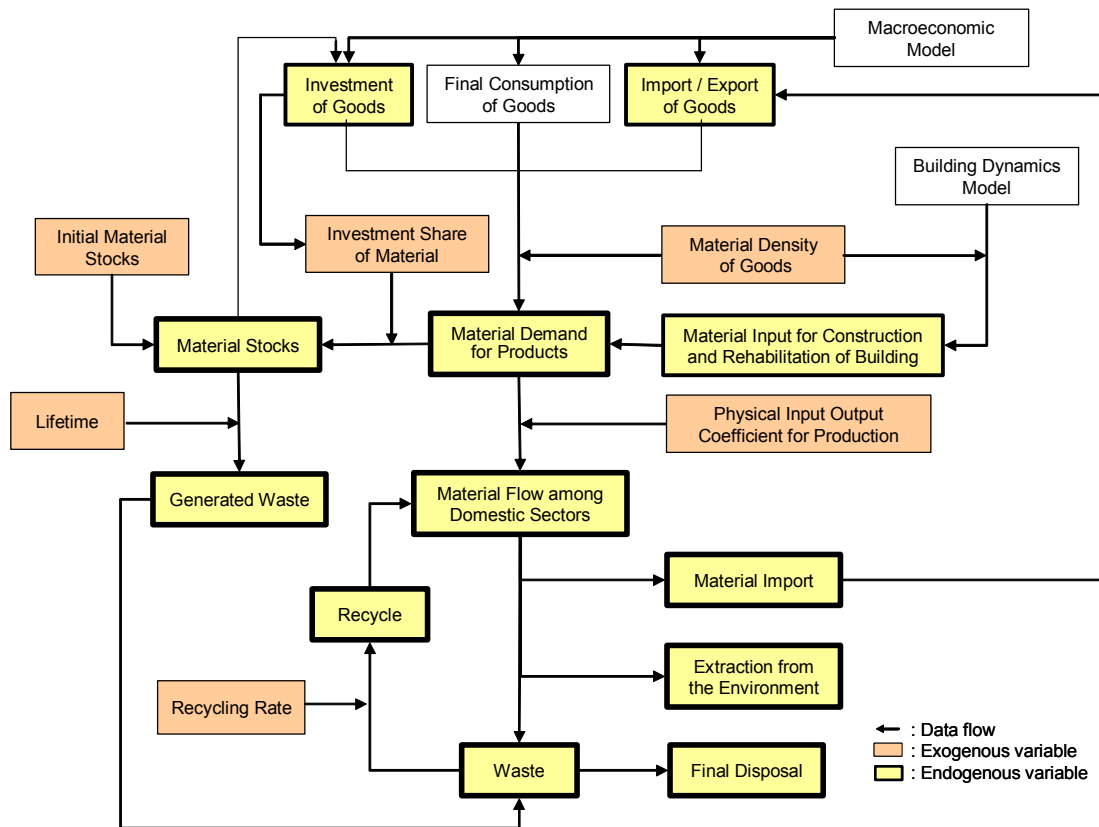 Macroeconomic
Model
Investment
of Goods
Final Consumption
of Goods
Import / Export
of Goods
Building Dynamics
Model
Initial Material
Stocks
Investment Share
of Material
Material Density
of Goods
Material Stocks
Material Demand
for Products
Material Input for Construction
and Rehabilitation of Building
Lifetime
Physical Input Output
Coefficient for Production
Generated Waste
Material Flow among
Domestic Sectors
Material Import
Recycle
Extraction from
the Environment
Recycling Rate
Waste
Final Disposal
: Data flow
: Exogenous variable
: Endogenous variable